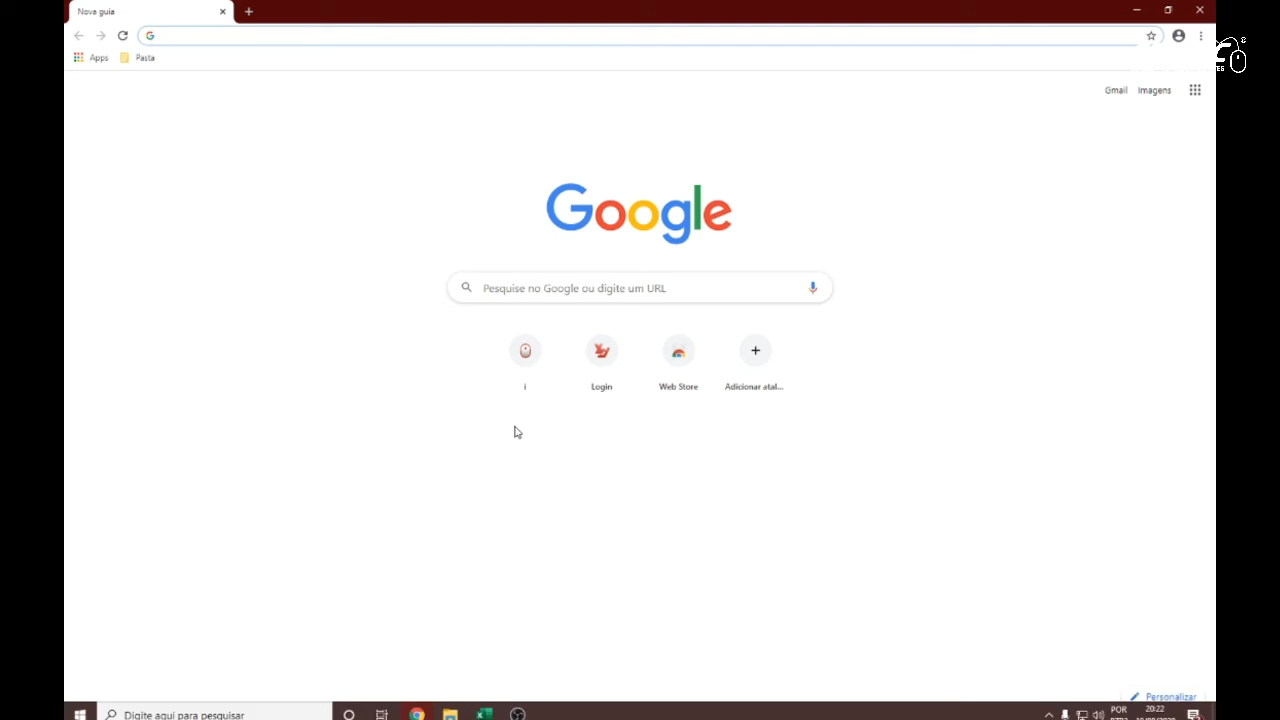 Nova guia
Apps Pasta
Gmail Imagens
Google
Pesquise no Google ou digite um URL
i Login Web Store Adicionar atal...
Personalizar
Digite aqui para pesquisar
POR 20:22